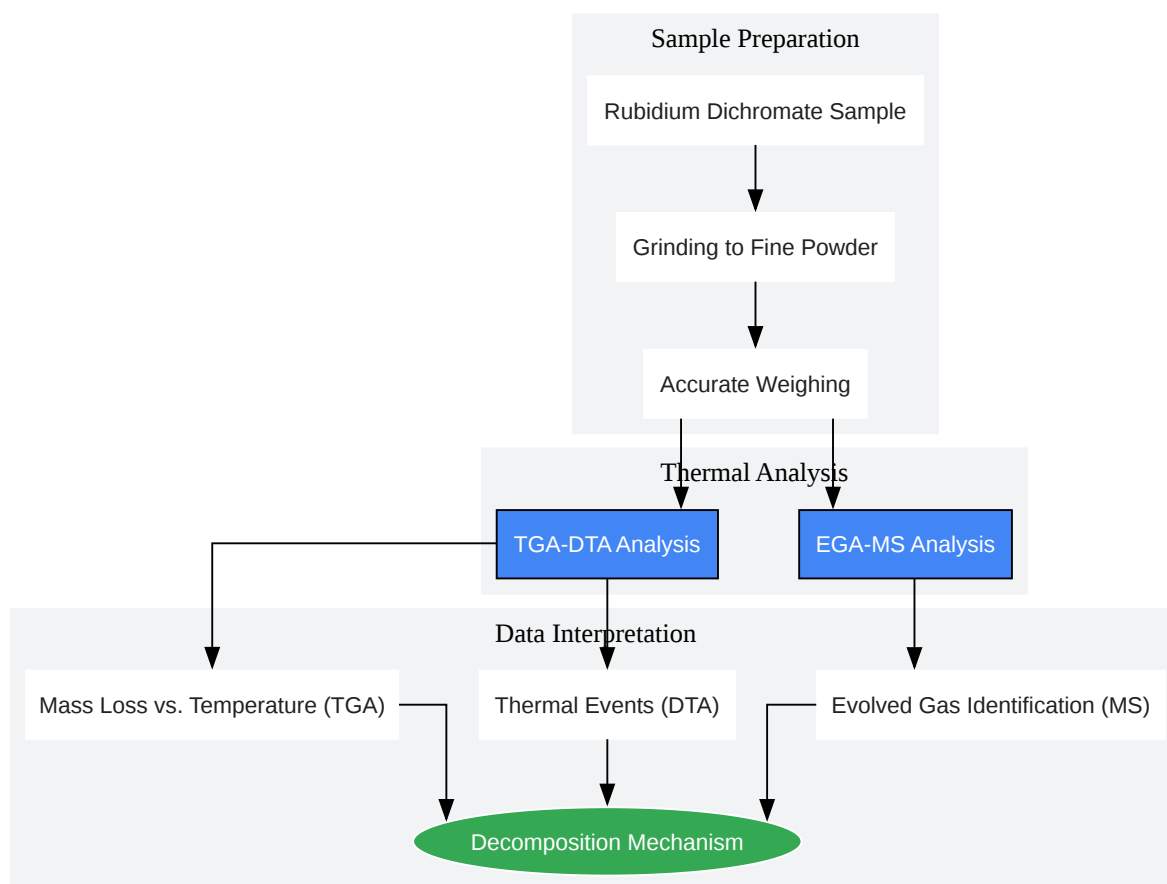 Sample Preparation
Rubidium Dichromate Sample
Grinding to Fine Powder
Accurate Weighing
Thermal Analysis
TGA-DTA Analysis
EGA-MS Analysis
Data Interpretation
Mass Loss vs. Temperature (TGA)
Thermal Events (DTA)
Evolved Gas Identification (MS)
Decomposition Mechanism